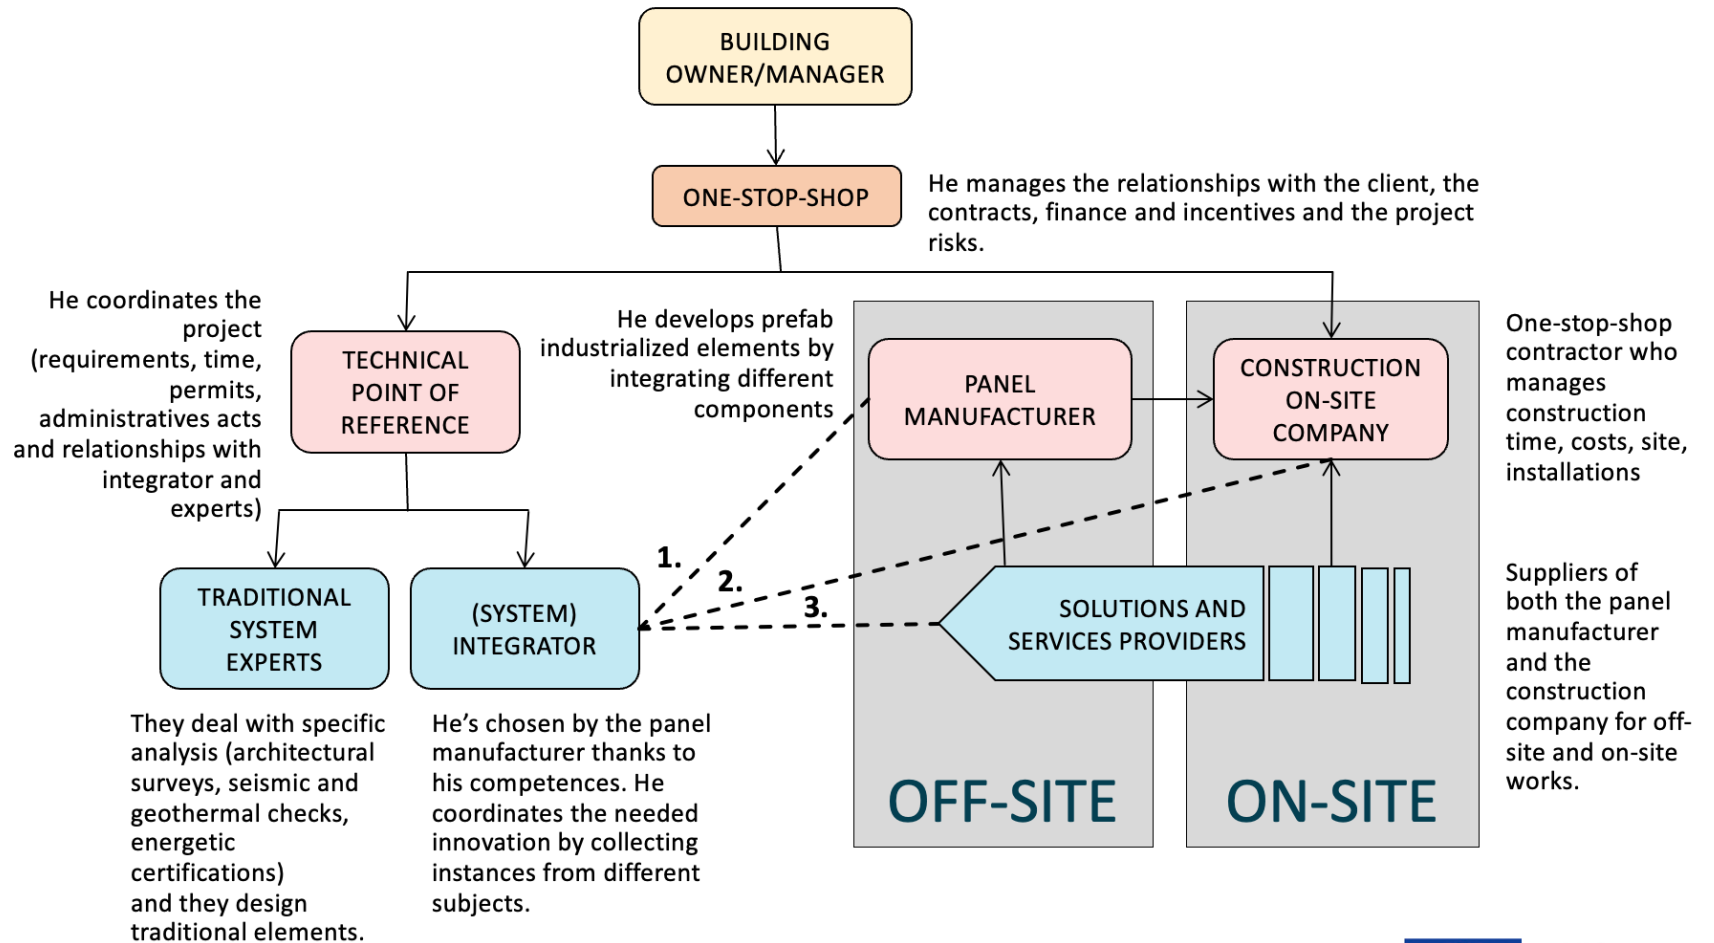 BUILDING
OWNER/MANAGER
ONE-STOP-SHOP
He manages the relationships with the client, the
contracts, finance and incentives and the project
risks.
He coordinates the
project
(requirements, time,
permits,
administratives acts
and relationships with
integrator and
experts)
TECHNICAL
POINT OF
REFERENCE
He develops prefab
industrialized elements by
integrating different
components
PANEL
MANUFACTURER
CONSTRUCTION
ON-SITE
COMPANY
One-stop-shop
contractor who
manages
construction
time, costs, site,
installations
1.
2.
3.
TRADITIONAL
SYSTEM
EXPERTS
(SYSTEM)
INTEGRATOR
SOLUTIONS AND
SERVICES PROVIDERS
Suppliers of
both the panel
manufacturer
and the
construction
company for off-
site and on-site
works.
They deal with specific
analysis (architectural
surveys, seismic and
geothermal checks,
energetic
certifications)
and they design
traditional elements.
He’s chosen by the panel
manufacturer thanks to
his competences. He
coordinates the needed
innovation by collecting
instances from different
subjects.
OFF-SITE
ON-SITE